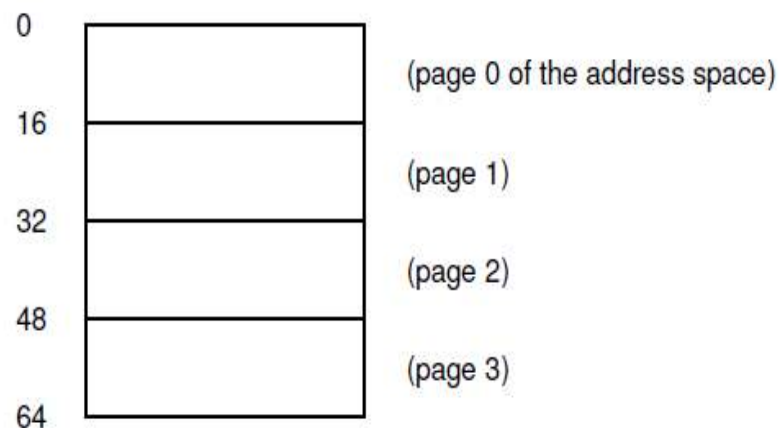 0
(page 0 of the address space)
16
(page 1)
32
(page 2)
48
(page 3)
64